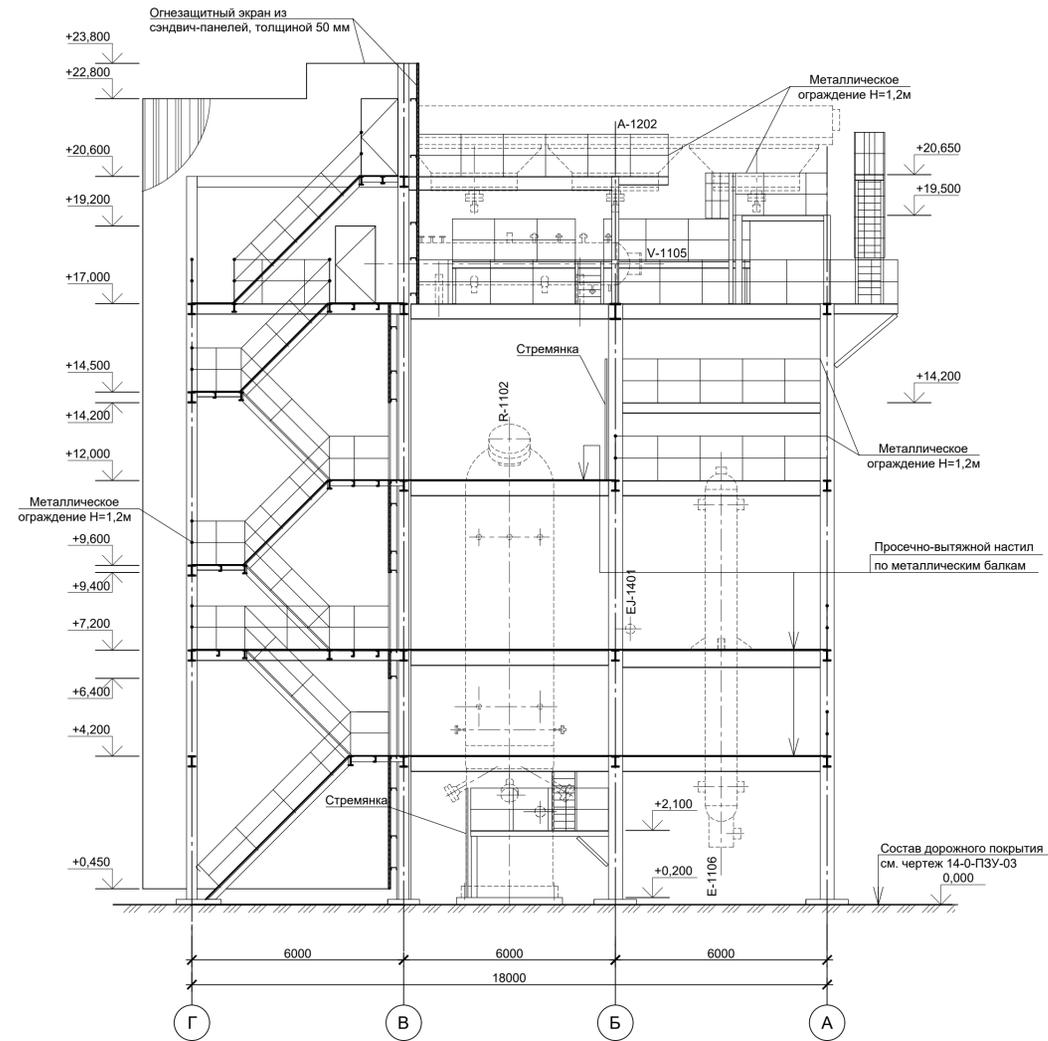 Огнезащитный экран из
сэндвич-панелей, толщиной 50 мм
+23,800
+22,800
+20,600
+19,200
+17,000
+14,500
+14,200
+12,000
Металлическое
ограждение Н=1,2м
+9,600
+9,400
+7,200
+6,400
+4,200
+0,450
Металлическое
ограждение Н=1,2м
А-1202
+20,650
+19,500
V-1105
Стремянка
R-1102
+14,200
Металлическое
ограждение Н=1,2м
Просечно-вытяжной настил
по металлическим балкам
EJ-1401
Стремянка
+2,100
+0,200
E-1106
Состав дорожного покрытия
см. чертеж 14-0-ПЗУ-03
0,000
6000
6000
6000
18000
Г
В
Б
А